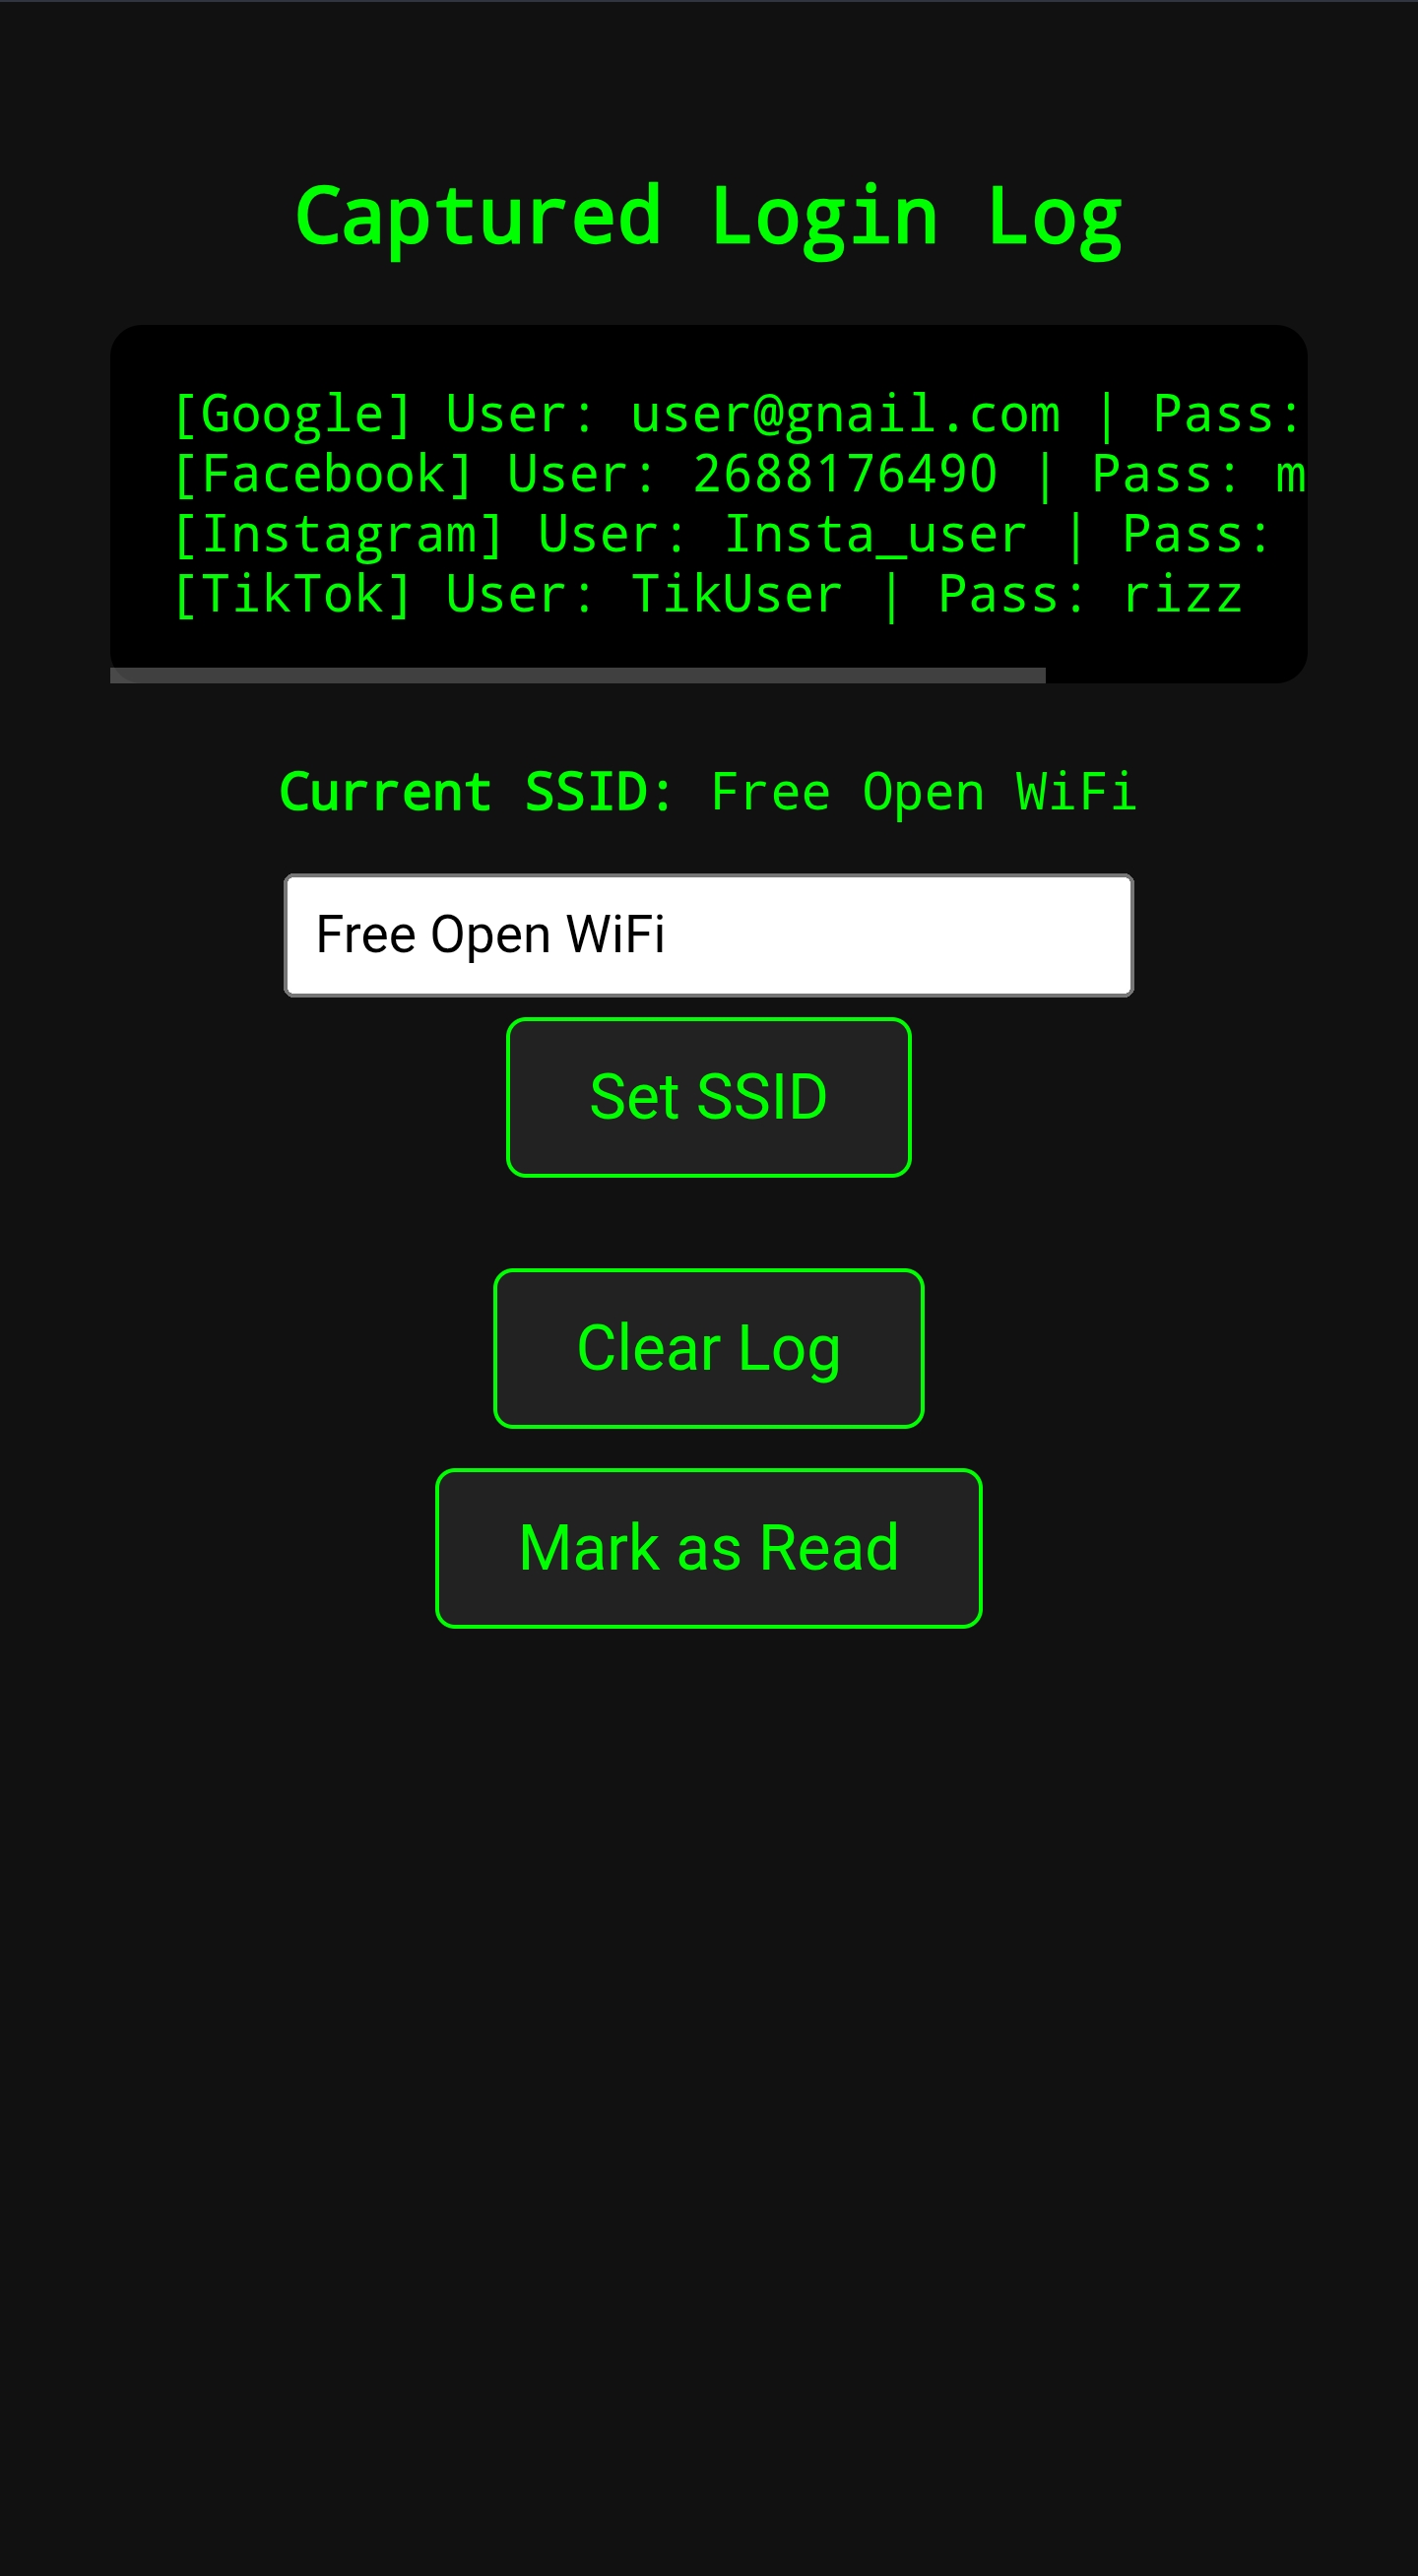 Captured Login Log
[Google] User: user@gnail.com | Pass:
[Facebook] User: 2688176490 | Pass: m
[Instagram] User: Insta_user | Pass:
[TikTok] User: TikUser | Pass: rizz
Current SSID: Free Open WiFi
Free Open WiFi
Set SSID
Clear Log
Mark as Read